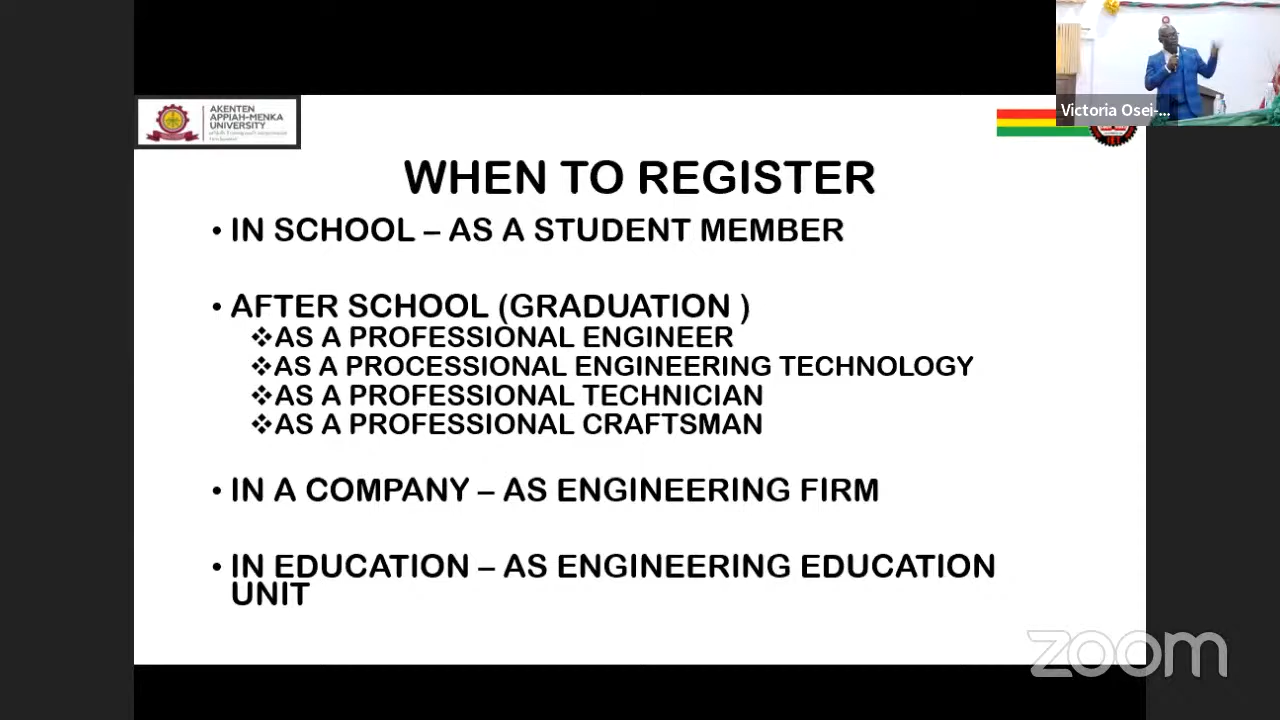 AKENTEN
APPIAH-MENKA
UNIVERSITY
Victoria Osei-...
WHEN TO REGISTER
• IN SCHOOL – AS A STUDENT MEMBER
• AFTER SCHOOL (GRADUATION )
❖AS A PROFESSIONAL ENGINEER
❖AS A PROCESSIONAL ENGINEERING TECHNOLOGY
❖AS A PROFESSIONAL TECHNICIAN
❖AS A PROFESSIONAL CRAFTSMAN
• IN A COMPANY – AS ENGINEERING FIRM
• IN EDUCATION – AS ENGINEERING EDUCATION
UNIT
zoom